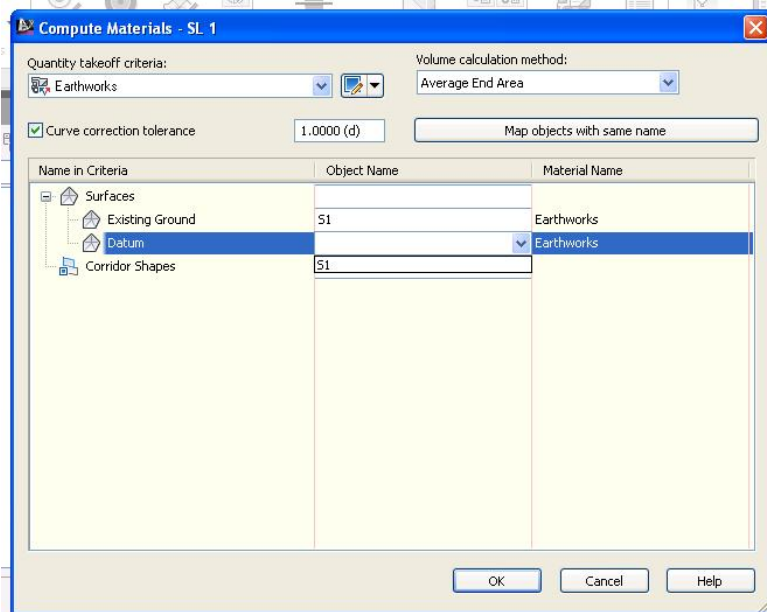 Compute Materials - SL 1
Quantity takeoff criteria:
Volume calculation method:
Earthworks
Average End Area
Curve correction tolerance
1.0000 (d)
Map objects with same name
Name in Criteria Object Name Material Name
Surfaces
Existing Ground S1 Earthworks
Datum Earthworks
Corridor Shapes S1
OK Cancel Help